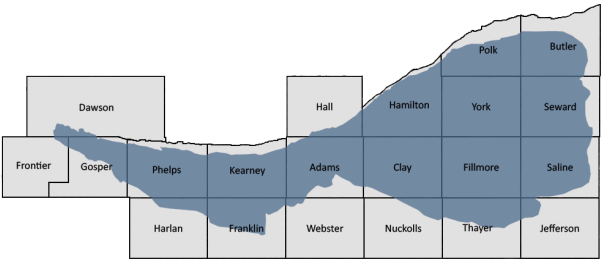 Polk
Butler
Dawson
Hall
Hamilton
York
Seward
Frontier
Gosper
Phelps
Kearney
Adams
Clay
Fillmore
Saline
Harlan
Franklin
Webster
Nuckolls
Thayer
Jefferson